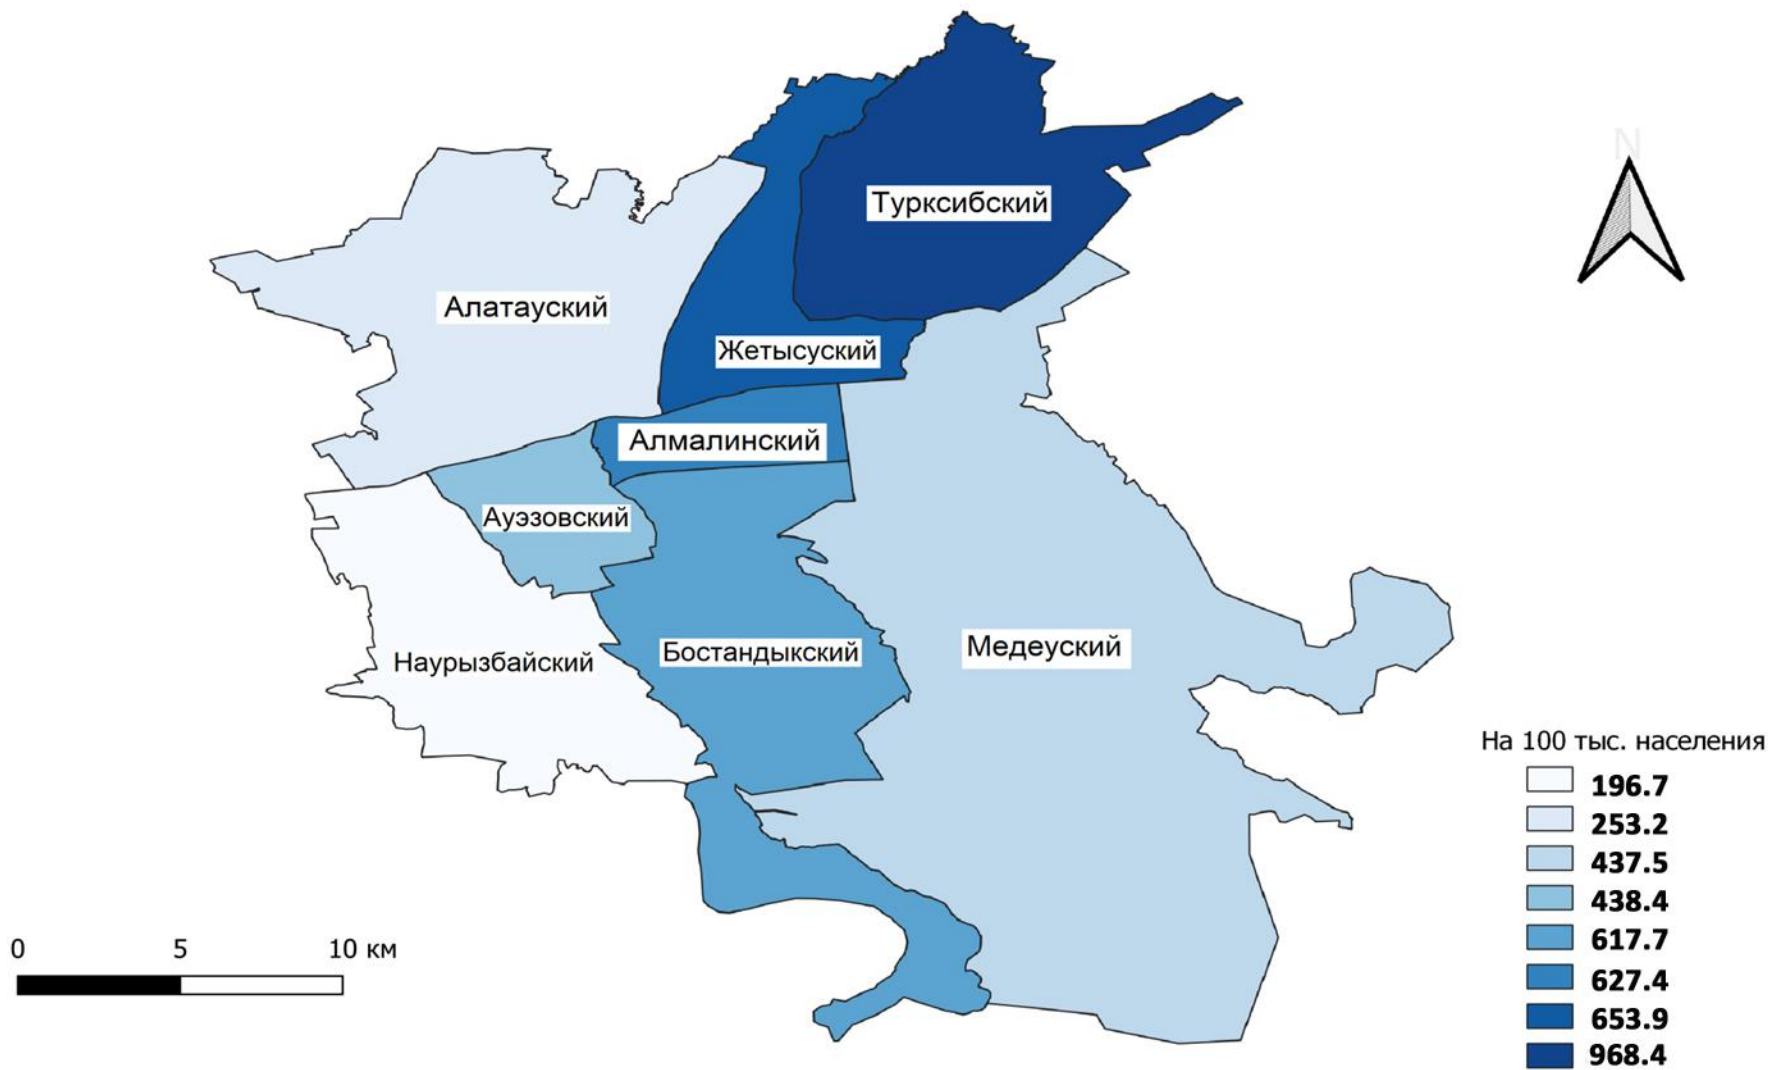 N
Турксибский
Алатауский
Жетысуский
Алмалинский
Ауэзовский
Наурызбайский
Бостандыкский
Медеуский
На 100 тыс. населения
196.7
253.2
437.5
438.4
617.7
627.4
653.9
968.4
0 5 10 км